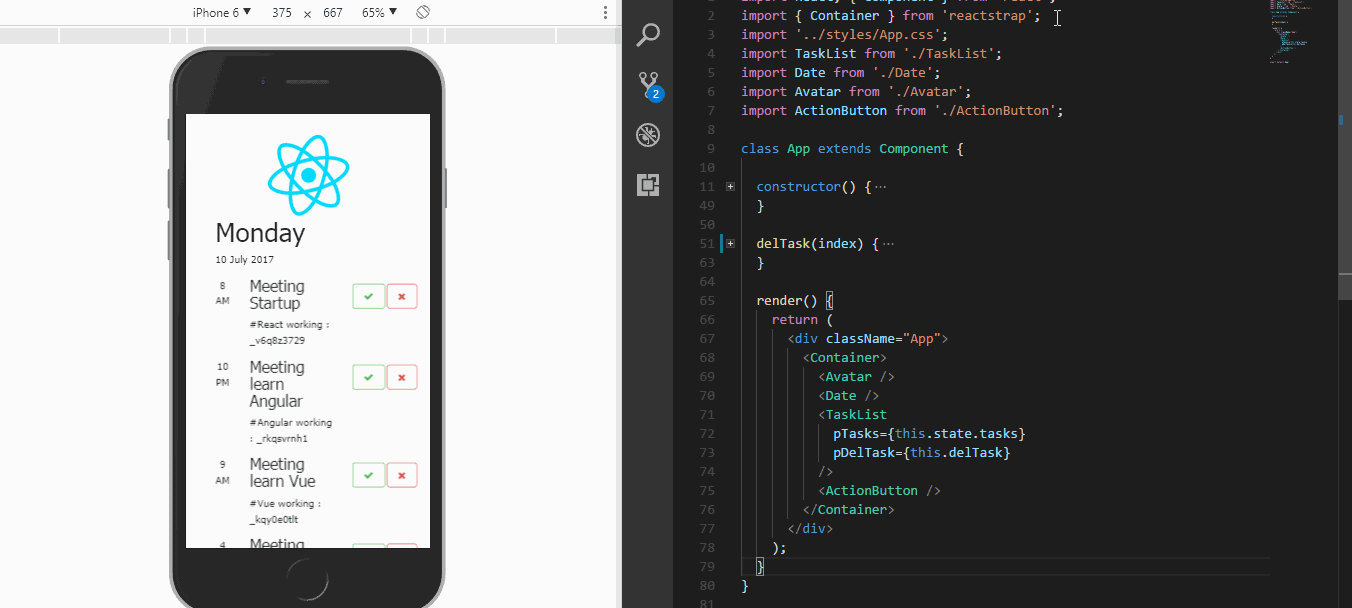 iPhone 6 ▼ 375 × 667 65% ▼
Monday
10 July 2017
8 AM
Meeting
Startup
#React working :
_v6q8z3729
10 PM
Meeting
learn
Angular
#Angular working
: _rkqsvrnh1
9 AM
Meeting
learn Vue
#Vue working :
_kqy0e0tlt
4
Meeting
2
2 import { Container } from 'reactstrap';
3 import '../styles/App.css';
4 import TaskList from './TaskList';
5 import Date from './Date';
6 import Avatar from './Avatar';
7 import ActionButton from './ActionButton';
8
9 class App extends Component {
10
11 constructor() {···
49 }
50
51 delTask(index) {···
63 }
64
65 render() {
66 return (
67 <div className="App">
68 <Container>
69 <Avatar />
70 <Date />
71 <TaskList
72 pTasks={this.state.tasks}
73 pDelTask={this.delTask}
74 />
75 <ActionButton />
76 </Container>
77 </div>
78 );
79 }
80 }
81